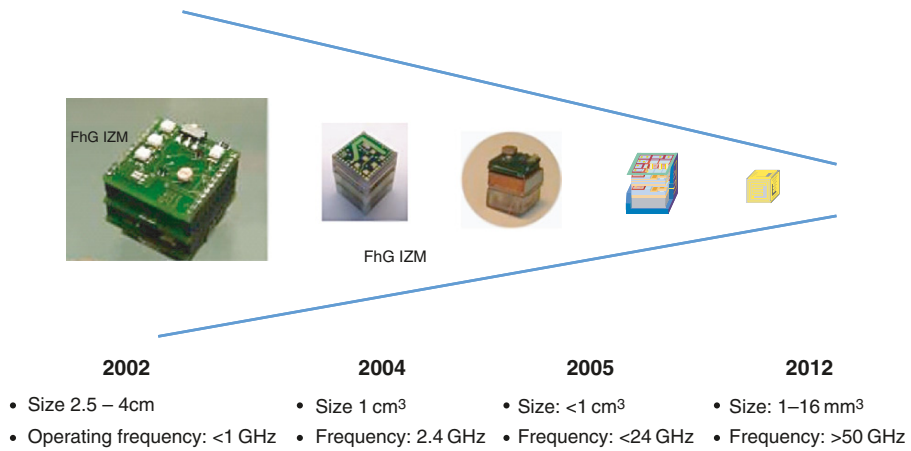 FhG IZM
FhG IZM
2002
• Size 2.5 – 4cm
• Operating frequency: <1 GHz
2004
• Size 1 cm³
• Frequency: 2.4 GHz
2005
• Size: <1 cm³
• Frequency: <24 GHz
2012
• Size: 1–16 mm³
• Frequency: >50 GHz